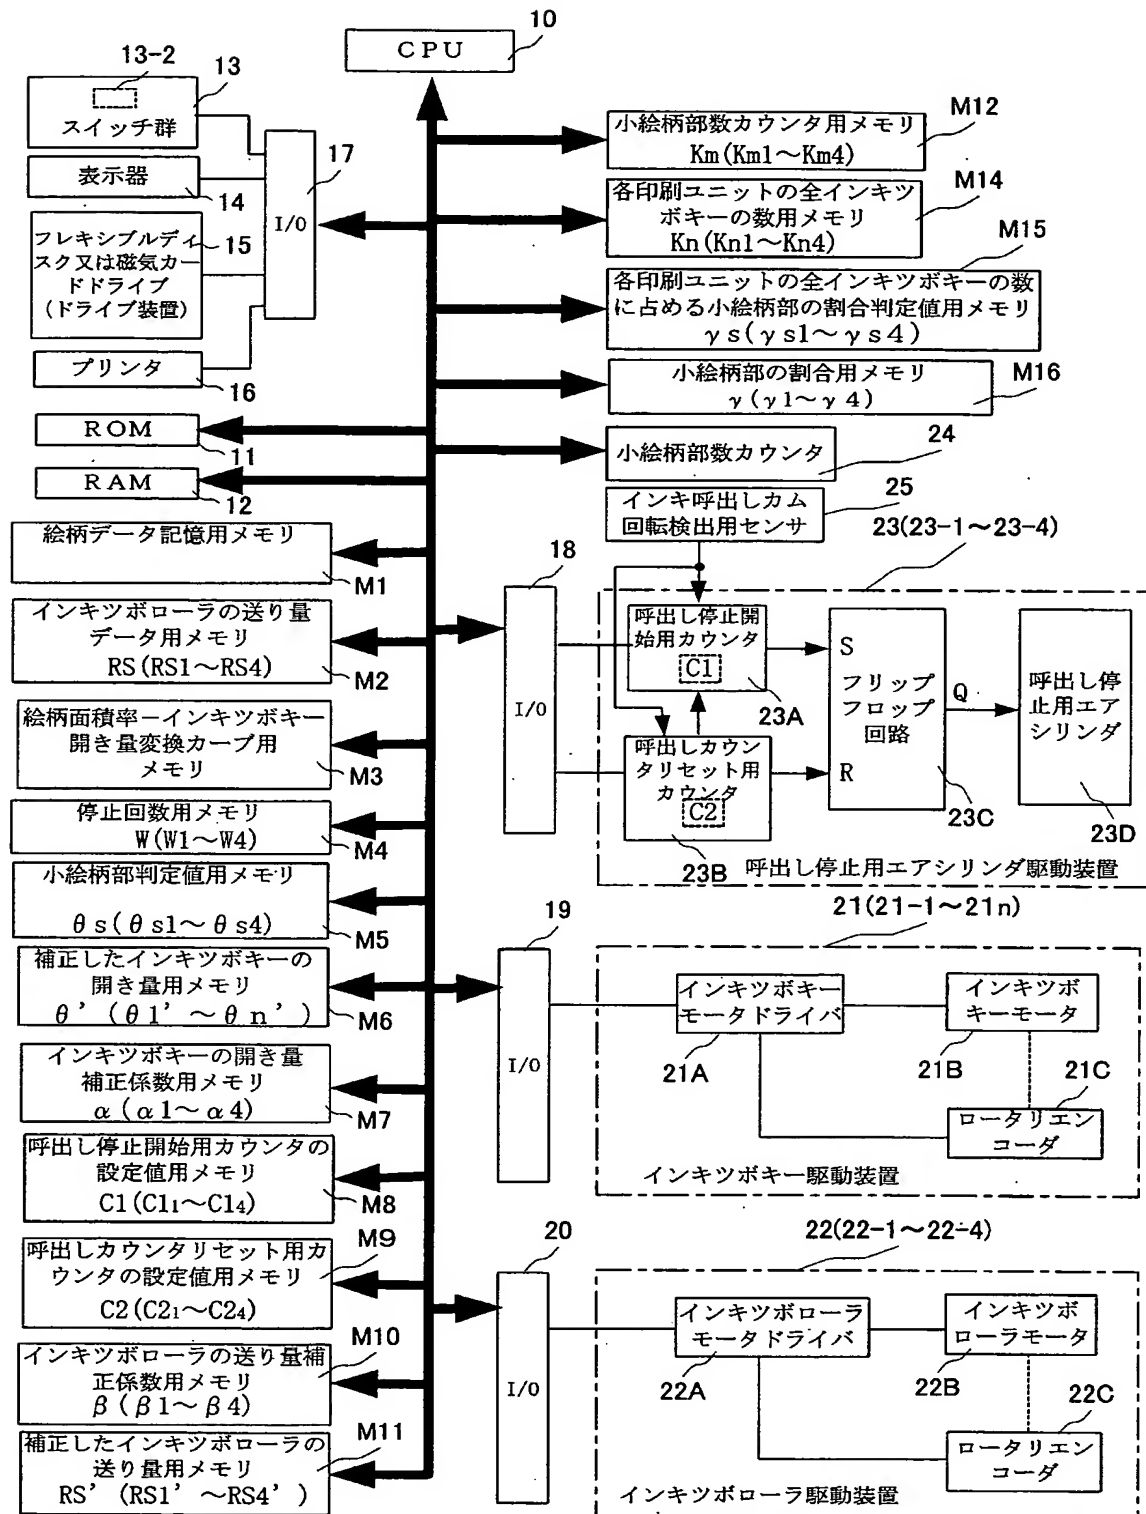 10
CPU
13-2
13
スイッチ群
17
表示器
14
I/O
フレキシブルディ
スク又は磁気カー
ドドライブ
(ドライブ装置)
15
プリンタ
16
ROM
11
RAM
12
絵柄データ記憶用メモリ
M1
インキツボローラの送り量
データ用メモリ
RS(RS1～RS4)
M2
絵柄面積率－インキツボキー
開き量変換カーブ用
メモリ
M3
停止回数用メモリ
W(W1～W4)
M4
小絵柄部判定値用メモリ
θs(θs1～θs4)
M5
補正したインキツボキーの
開き量用メモリ
θ'(θ1'～θn')
M6
インキツボキーの開き量
補正係数用メモリ
α(α1～α4)
M7
呼出し停止開始用カウンタの
設定値用メモリ
C1(C1₁～C1₄)
M8
呼出しカウンタリセット用カ
ウンタの設定値用メモリ
C2(C2₁～C2₄)
M9
インキツボローラの送り量補
正係数用メモリ
β(β1～β4)
M10
補正したインキツボローラの
送り量用メモリ
RS'(RS1'～RS4')
M11
小絵柄部数カウンタ用メモリ
Km(Km1～Km4)
M12
各印刷ユニットの全インキツ
ボキーの数用メモリ
Kn(Kn1～Kn4)
M14
各印刷ユニットの全インキツボキーの数
に占める小絵柄部の割合判定値用メモリ
γs(γs1～γs4)
M15
小絵柄部の割合用メモリ
γ(γ1～γ4)
M16
小絵柄部数カウンタ
24
インキ呼出しカム
回転検出用センサ
25
23(23-1～23-4)
18
I/O
呼出し停止開
始用カウンタ
C1
23A
呼出しカウン
タリセット用
カウンタ
C2
23B
S
フリップ
フロップ
回路
R
Q
23C
呼出し停
止用エア
シリンダ
23D
呼出し停止用エアシリンダ駆動装置
19
I/O
21(21-1～21n)
インキツボキー
モータドライバ
21A
インキツボ
キーモータ
21B
21C
ロータリエン
コーダ
インキツボキー駆動装置
20
I/O
22(22-1～22-4)
インキツボローラ
モータドライバ
22A
インキツボ
ローラモータ
22B
22C
ロータリエン
コーダ
インキツボローラ駆動装置